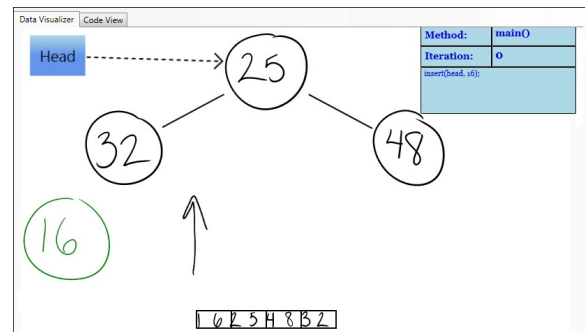 Data Visualizer Code View
Method: main()
Iteration: 0
insert(head, 16);
Head
25
32
48
16
16 25 48 32